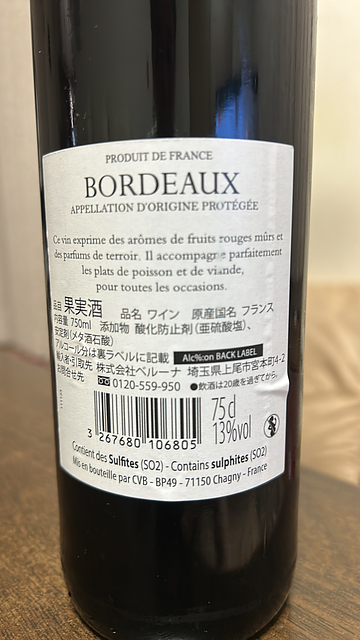 PRODUIT DE FRANCE
BORDEAUX
APPELLATION D'ORIGINE PROTÉGÉE
Ce vin exprime des arômes de fruits rouges mûrs et
des parfums de terroir. Il accompagne parfaitement
les plats de poisson et de viande,
pour toutes les occasions.
品目 果実酒 品名 ワイン 原産国名 フランス
内容量 750ml 添加物 酸化防止剤(亜硫酸塩)、
安定剤(メタ酒石酸)
アルコール分は裏ラベルに記載 Alc%:on BACK LABEL
輸入者・引取先 株式会社ベルーナ 埼玉県上尾市宮本町4-2
お問合せ先 0120-559-950 ●飲酒は20歳を過ぎてから。
75cl
13%vol
3 267680 106805
Contient des Sulfites (SO2) - Contains sulphites (SO2)
Mis en bouteille par CVB - BP49 - 71150 Chagny - France